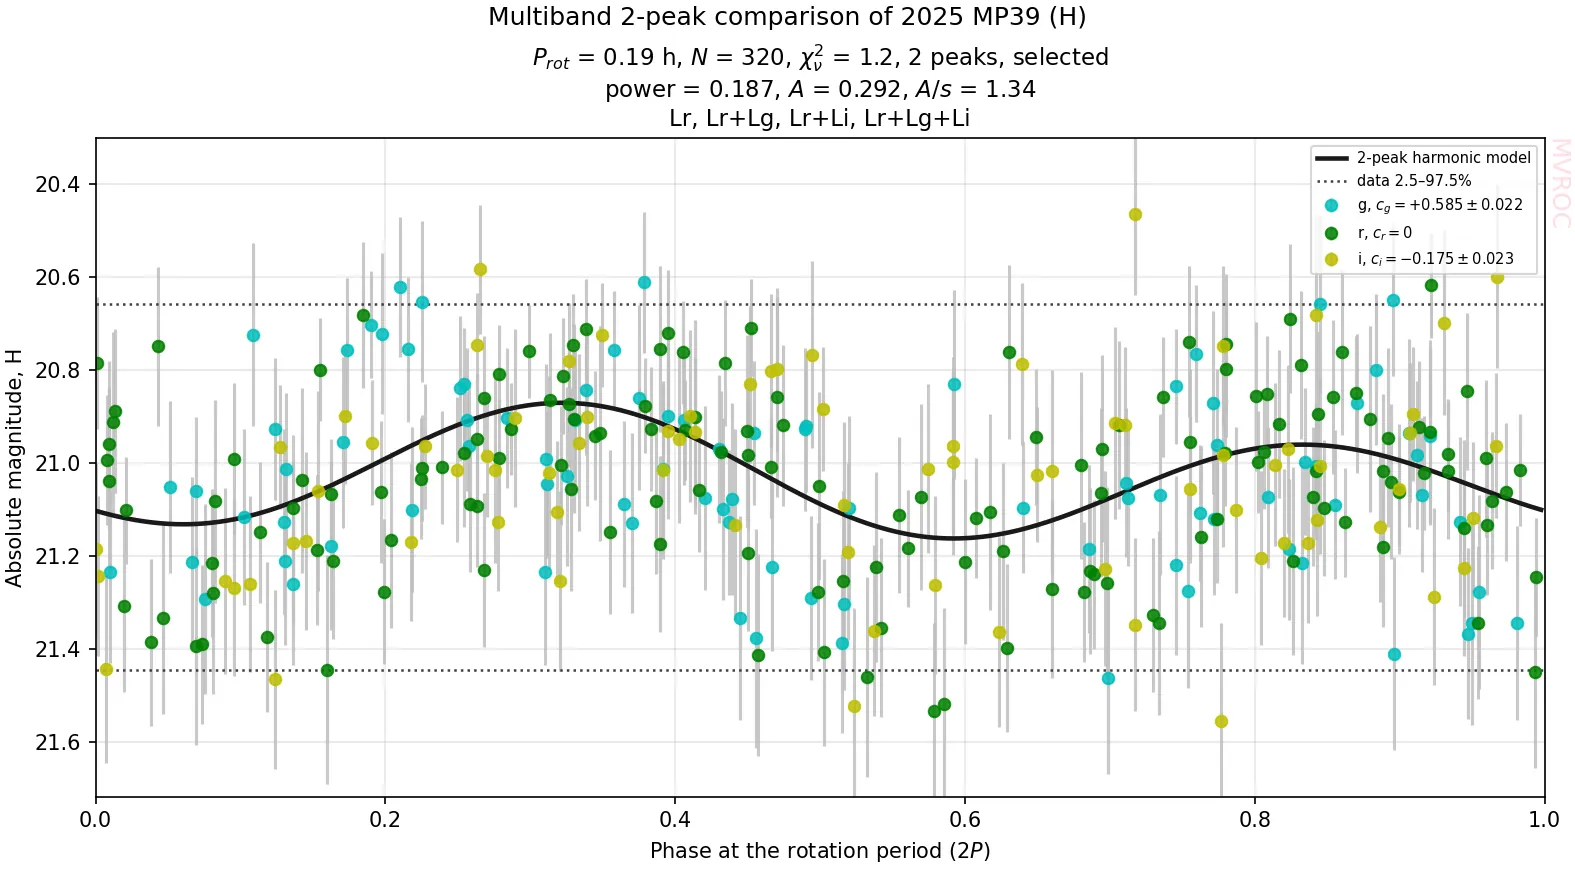 Multiband 2-peak comparison of 2025 MP39 (H)
P_rot = 0.19 h, N = 320, χ²_ν = 1.2, 2 peaks, selected
power = 0.187, A = 0.292, A/s = 1.34
Lr, Lr+Lg, Lr+Li, Lr+Lg+Li
2-peak harmonic model
data 2.5–97.5%
g, c_g = +0.585 ± 0.022
r, c_r = 0
i, c_i = −0.175 ± 0.023
MVROC
Absolute magnitude, H
20.4
20.6
20.8
21.0
21.2
21.4
21.6
0.0 0.2 0.4 0.6 0.8 1.0
Phase at the rotation period (2P)